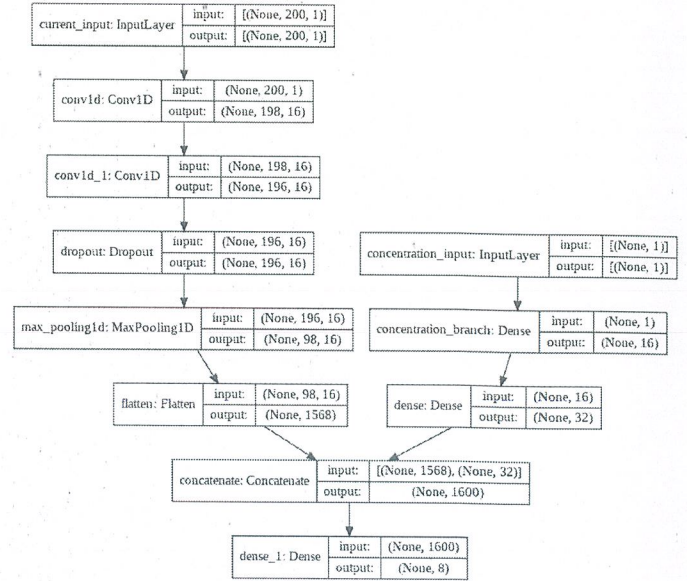 current_input: InputLayer
input: [(None, 200, 1)]
output: [(None, 200, 1)]
conv1d: Conv1D
input: (None, 200, 1)
output: (None, 198, 16)
conv1d_1: Conv1D
input: (None, 198, 16)
output: (None, 196, 16)
dropout: Dropout
input: (None, 196, 16)
output: (None, 196, 16)
concentration_input: InputLayer
input: [(None, 1)]
output: [(None, 1)]
max_pooling1d: MaxPooling1D
input: (None, 196, 16)
output: (None, 98, 16)
concentration_branch: Dense
input: (None, 1)
output: (None, 16)
flatten: Flatten
input: (None, 98, 16)
output: (None, 1568)
dense: Dense
input: (None, 16)
output: (None, 32)
concatenate: Concatenate
input: [(None, 1568), (None, 32)]
output: (None, 1600)
dense_1: Dense
input: (None, 1600)
output: (None, 8)